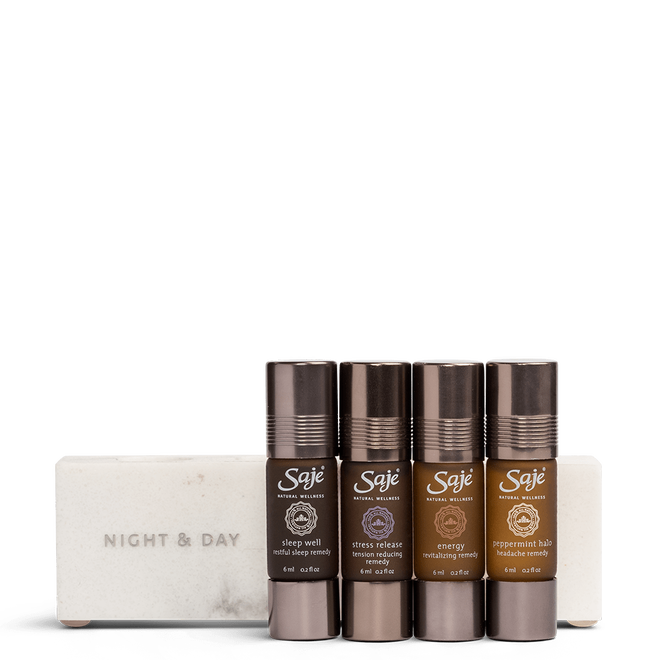 NIGHT & DAY
Saje®
NATURAL WELLNESS
sleep well
restful sleep remedy
6 ml 0.2 fl oz
Saje®
NATURAL WELLNESS
stress release
tension reducing
remedy
6 ml 0.2 fl oz
Saje®
NATURAL WELLNESS
energy
revitalizing remedy
6 ml 0.2 fl oz
Saje®
NATURAL WELLNESS
peppermint halo
headache remedy
6 ml 0.2 fl oz